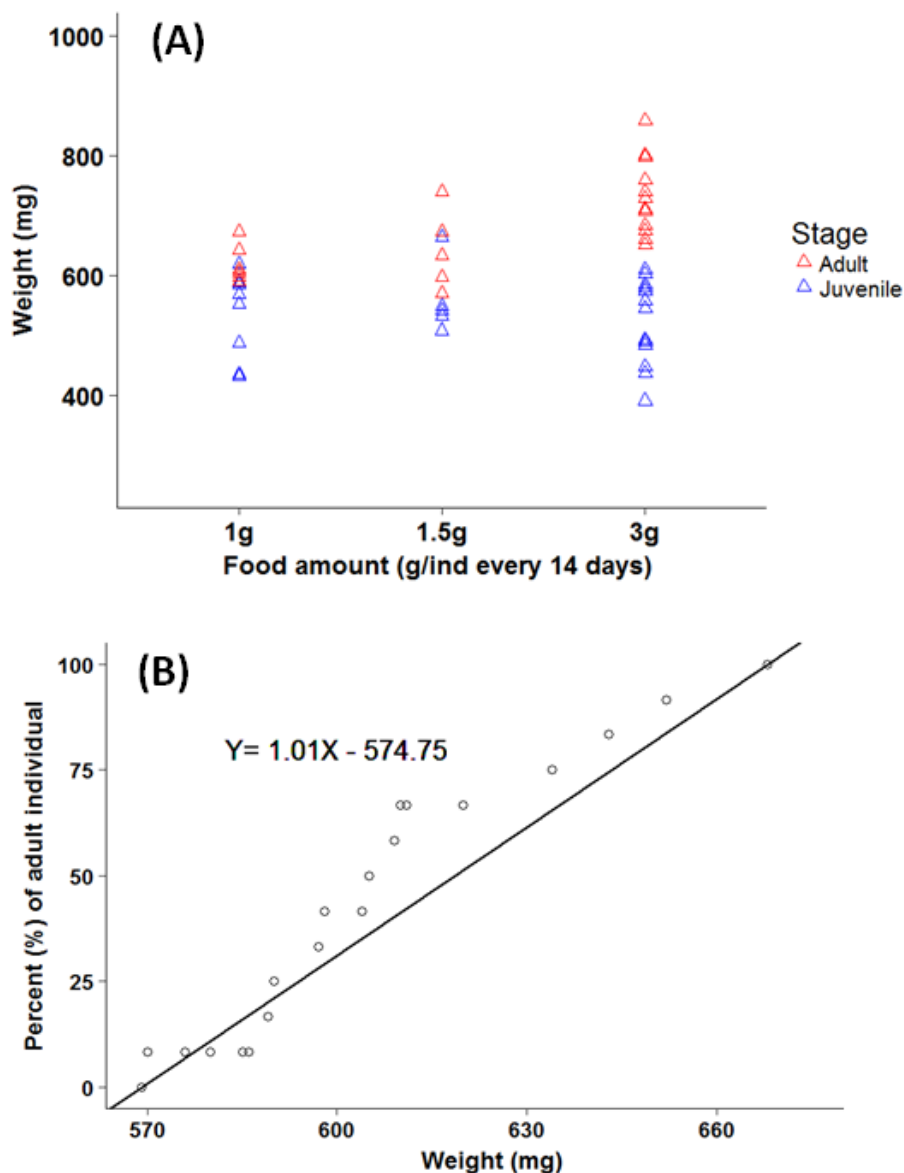 (A)
1000
800
600
400
Weight (mg)
1g 1.5g 3g
Food amount (g/ind every 14 days)
Stage
Adult
Juvenile
(B)
Y= 1.01X - 574.75
100
75
50
25
0
Percent (%) of adult individual
570 600 630 660
Weight (mg)